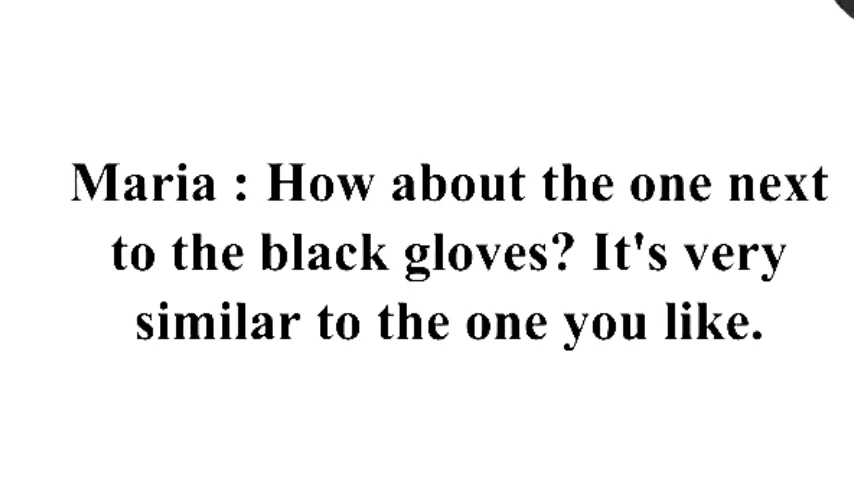 Maria : How about the one next
to the black gloves? It's very
similar to the one you like.